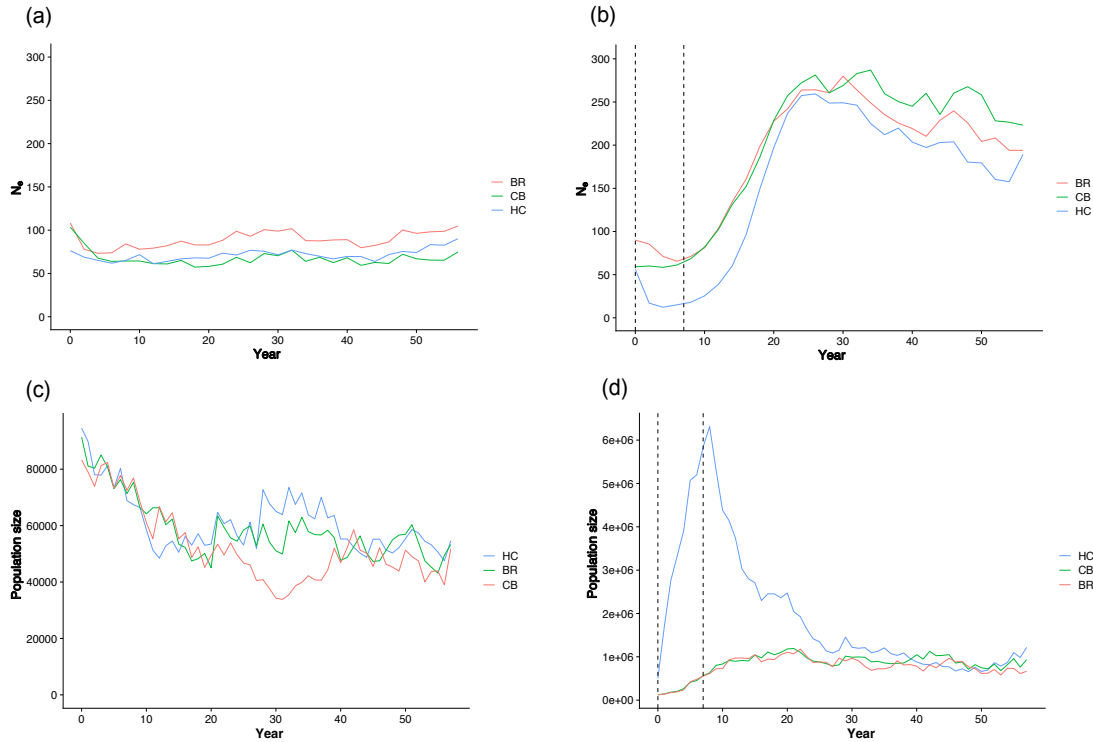 (a)
300
250
200
150
100
50
0
Nₑ
0 10 20 30 40 50
Year
BR
CB
HC
(b)
300
250
200
150
100
50
0
Nₑ
0 10 20 30 40 50
Year
BR
CB
HC
(c)
80000
60000
40000
20000
0
Population size
0 10 20 30 40 50
Year
HC
BR
CB
(d)
6e+06
5e+06
4e+06
3e+06
2e+06
1e+06
0e+00
Population size
0 10 20 30 40 50
Year
HC
CB
BR